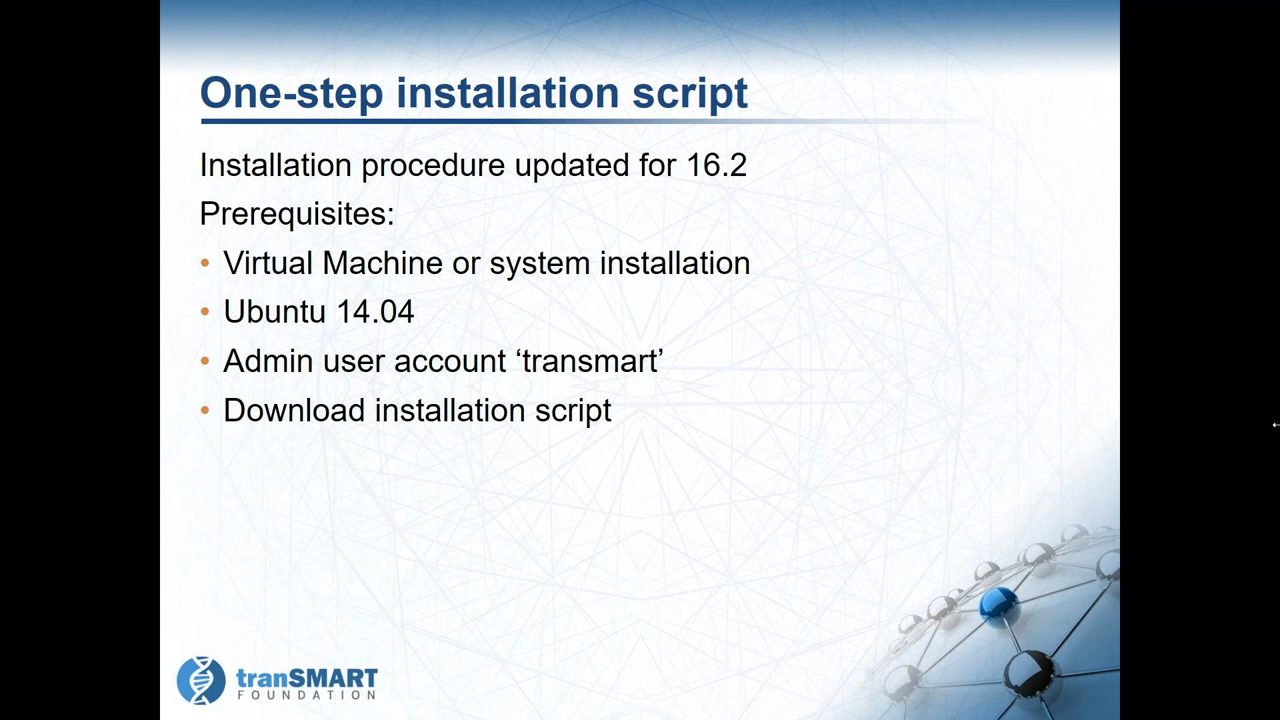 One-step installation script
Installation procedure updated for 16.2
Prerequisites:
• Virtual Machine or system installation
• Ubuntu 14.04
• Admin user account ‘transmart’
• Download installation script
tranSMART
FOUNDATION